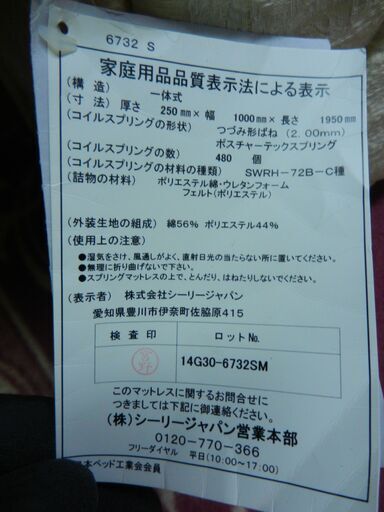 6732 S
家庭用品品質表示法による表示
(構 造) 一体式
(寸 法) 厚さ 250mm×幅 1000mm×長さ 1950mm
(コイルスプリングの形状) つづみ形ばね (2.00mm)
ポスチャーテックスプリング
(コイルスプリングの数) 480 個
(コイルスプリングの材料の種類) SWRH-72B-C種
(詰物の材料) ポリエステル綿・ウレタンフォーム
フェルト(ポリエステル)
(外装生地の組成) 綿56% ポリエステル44%
(使用上の注意)
●湿気をさけ、風通しがよく、直射日光の当たらない所に置いてください。
●無理に折り曲げないで下さい。
●スプリングマットレスの上で、とんだり、はねたりしないでください。
(表示者) 株式会社シーリージャパン
愛知県豊川市伊奈町佐脇原415
検 査 印 ロットNo.
14G30-6732SM
このマットレスに関するお問合せに
つきましては下記に御連絡ください。
(株)シーリージャパン営業本部
0120-770-366
フリーダイヤル 平日(10:00~17:00)
本ベッド工業会会員